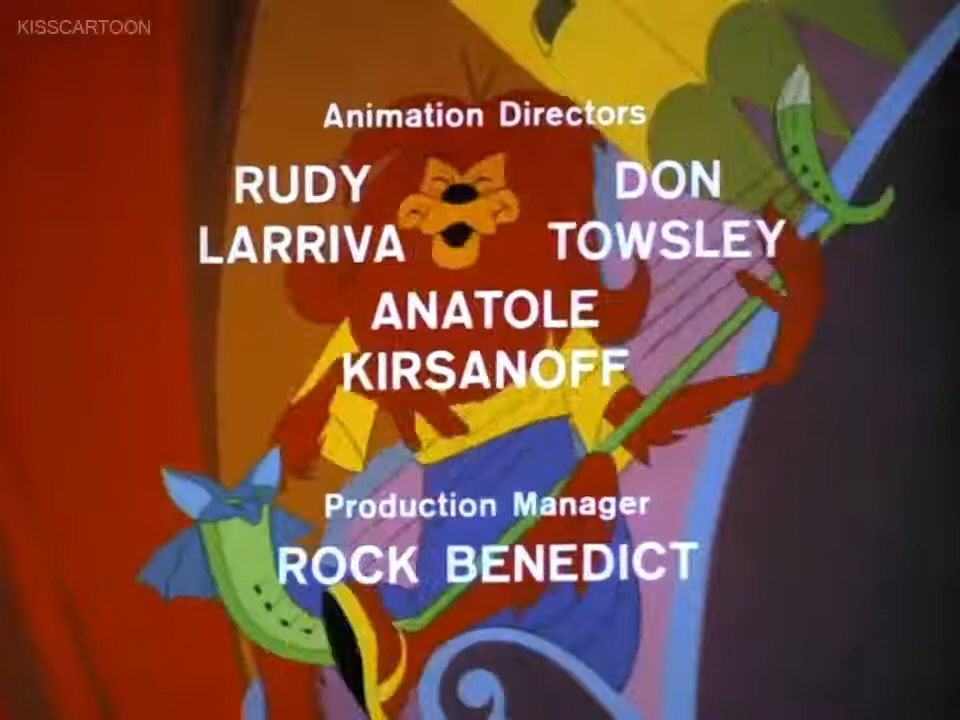 KISSCARTOON
Animation Directors
RUDY LARRIVA
DON TOWSLEY
ANATOLE KIRSANOFF
Production Manager
ROCK BENEDICT